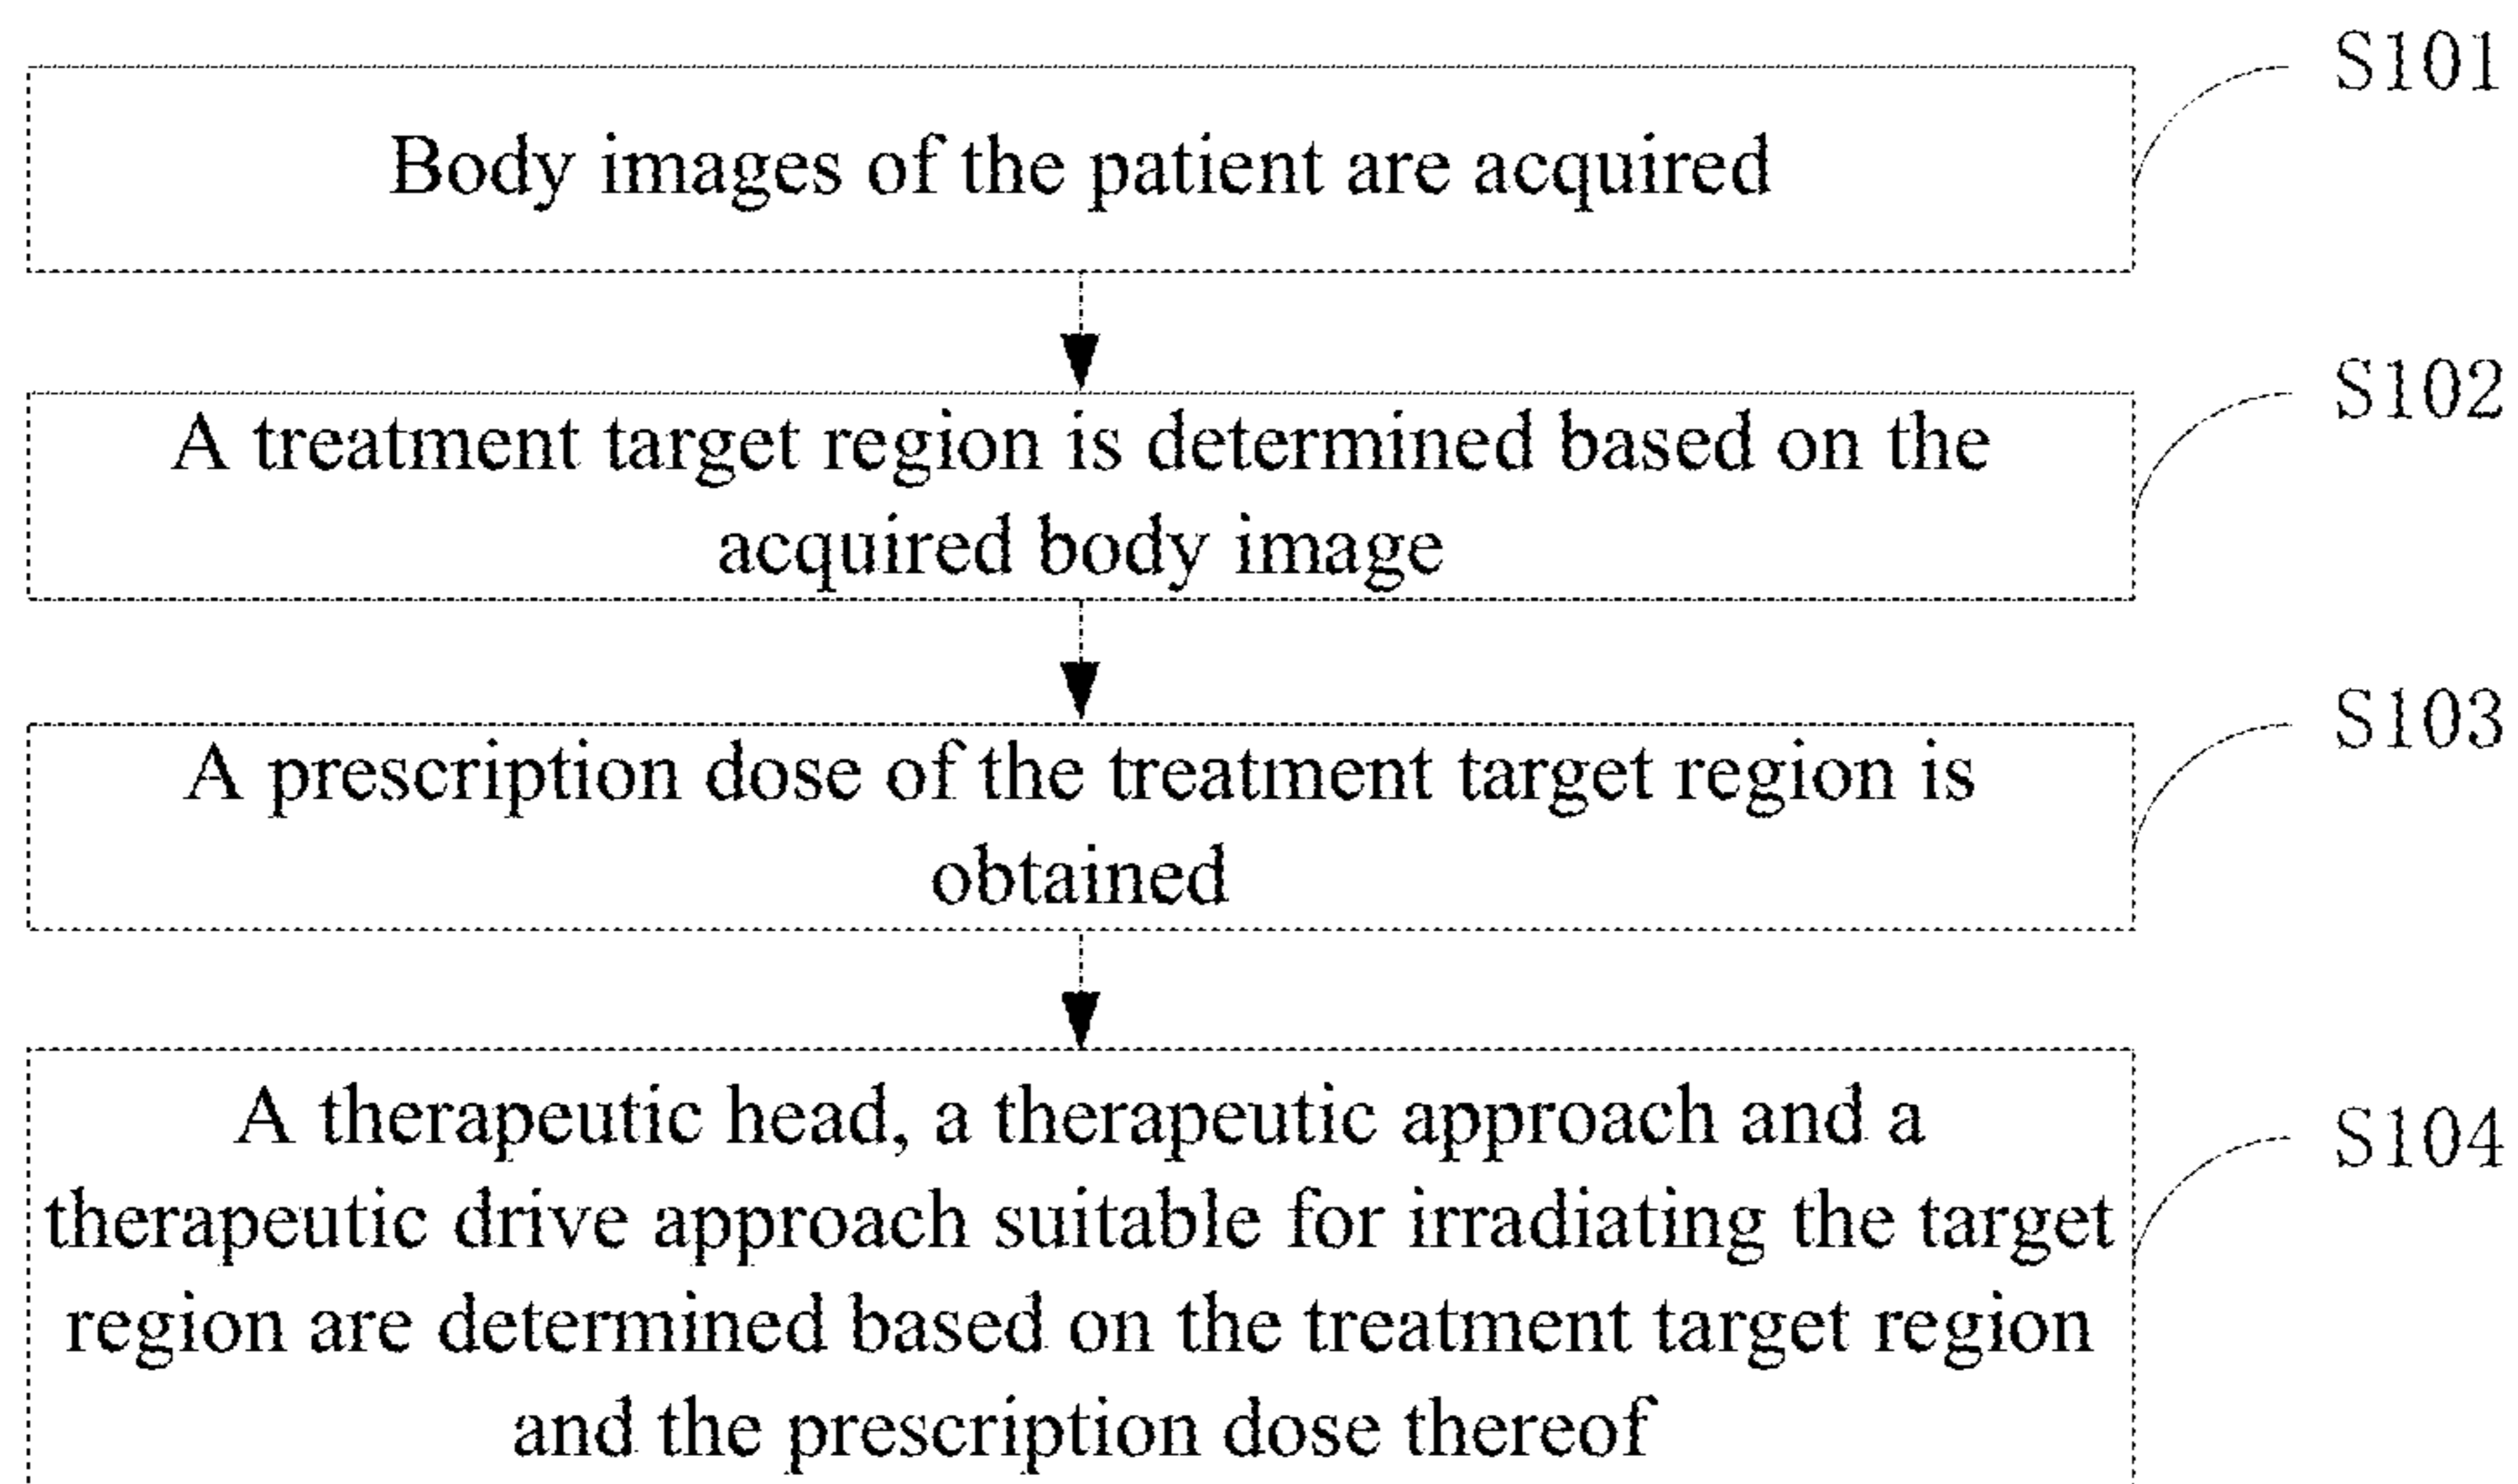 S101
Body images of the patient are acquired
S102
A treatment target region is determined based on the
acquired body image
S103
A prescription dose of the treatment target region is
obtained
S104
A therapeutic head, a therapeutic approach and a
therapeutic drive approach suitable for irradiating the target
region are determined based on the treatment target region
and the prescription dose thereof